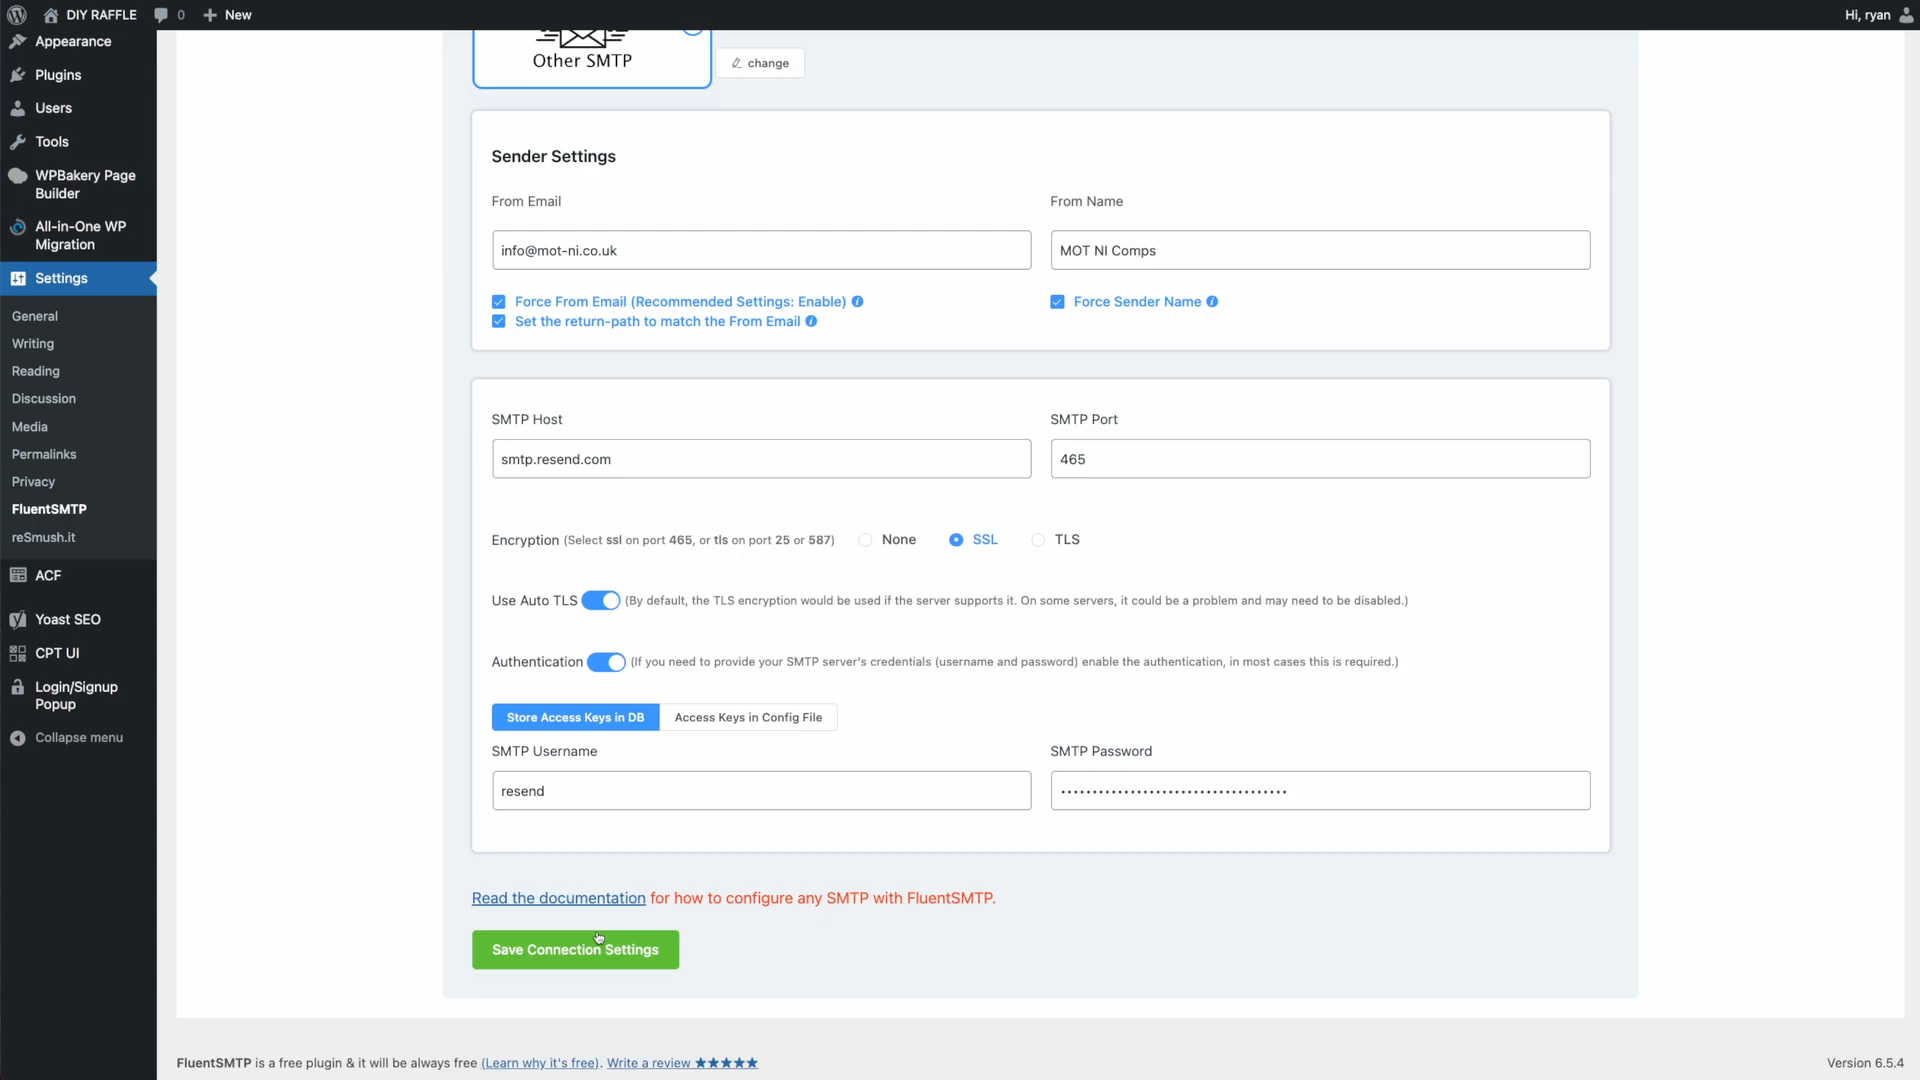 DIY RAFFLE
0
New
Hi, ryan
Appearance
Plugins
Users
Tools
WPBakery Page
Builder
All-in-One WP
Migration
Settings
General
Writing
Reading
Discussion
Media
Permalinks
Privacy
FluentSMTP
reSmush.it
ACF
Yoast SEO
CPT UI
Login/Signup
Popup
Collapse menu
Other SMTP
change
Sender Settings
From Email
From Name
info@mot-ni.co.uk
MOT NI Comps
Force From Email (Recommended Settings: Enable)
Force Sender Name
Set the return-path to match the From Email
SMTP Host
SMTP Port
smtp.resend.com
465
Encryption (Select ssl on port 465, or tls on port 25 or 587)
None
SSL
TLS
Use Auto TLS (By default, the TLS encryption would be used if the server supports it. On some servers, it could be a problem and may need to be disabled.)
Authentication (If you need to provide your SMTP server's credentials (username and password) enable the authentication, in most cases this is required.)
Store Access Keys in DB
Access Keys in Config File
SMTP Username
SMTP Password
resend
Read the documentation for how to configure any SMTP with FluentSMTP.
Save Connection Settings
FluentSMTP is a free plugin & it will be always free (Learn why it's free). Write a review ★★★★★
Version 6.5.4